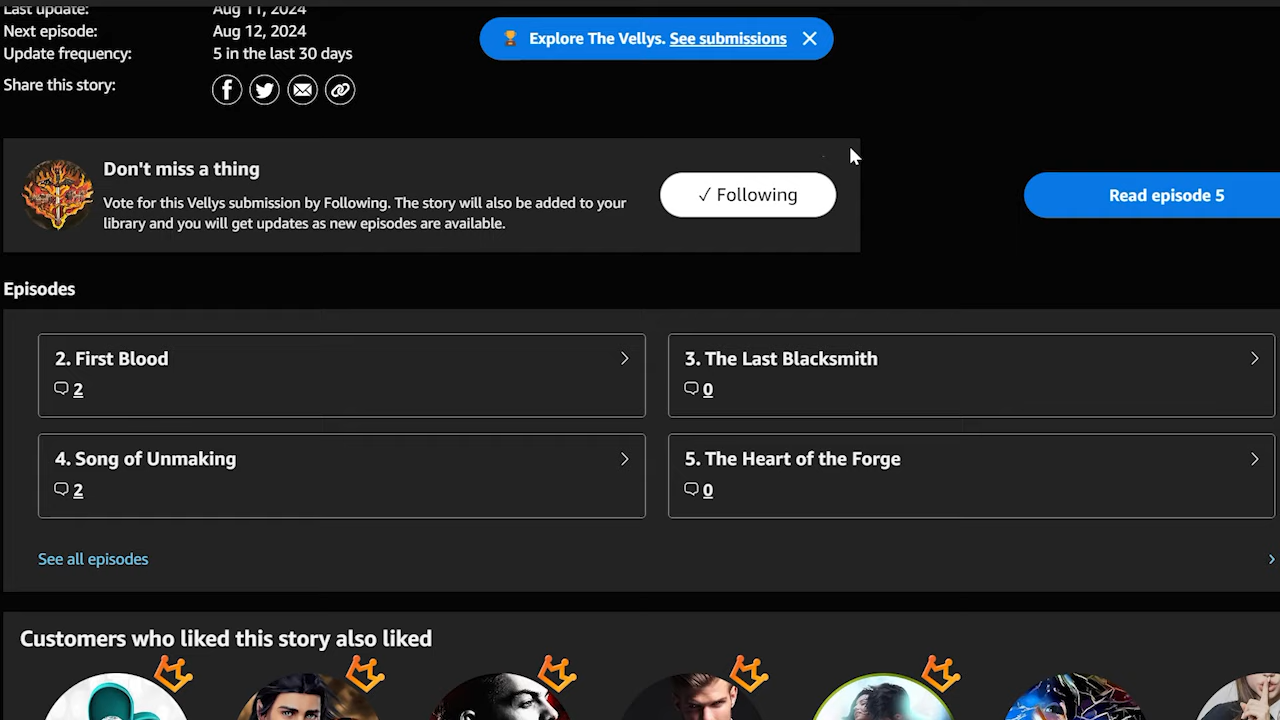 Last update: Aug 11, 2024
Next episode: Aug 12, 2024
Update frequency: 5 in the last 30 days
Share this story:
Explore The Vellys. See submissions
Don't miss a thing
Vote for this Vellys submission by Following. The story will also be added to your
library and you will get updates as new episodes are available.
✓ Following
Read episode 5
Episodes
2. First Blood
2
3. The Last Blacksmith
0
4. Song of Unmaking
2
5. The Heart of the Forge
0
See all episodes
Customers who liked this story also liked